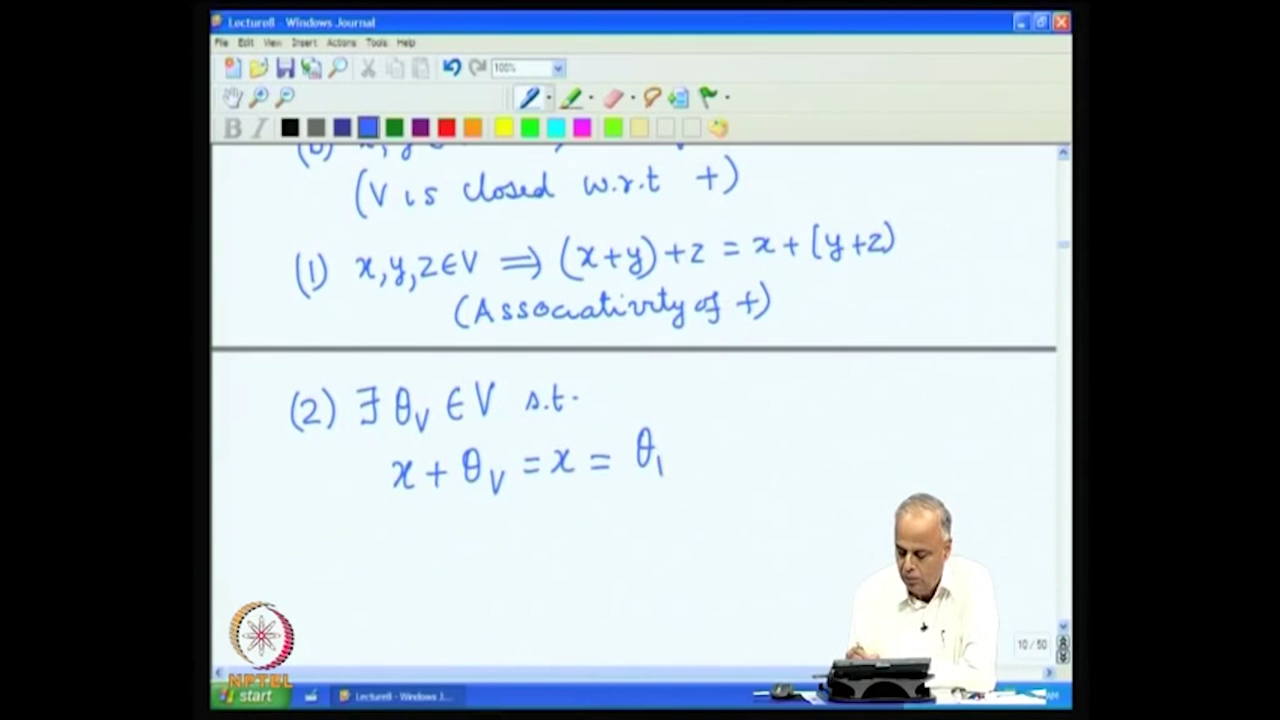 Lecture8 - Windows Journal
File Edit View Insert Actions Tools Help
100%
B I
(V is closed w.r.t +)
(1) x,y,z∈V ⟹ (x+y)+z = x+(y+z)
(Associativity of +)
(2) ∃ θ_V ∈ V s.t.
x + θ_V = x = θ_1
10 / 50
NPTEL
start Lecture8 - Windows J...